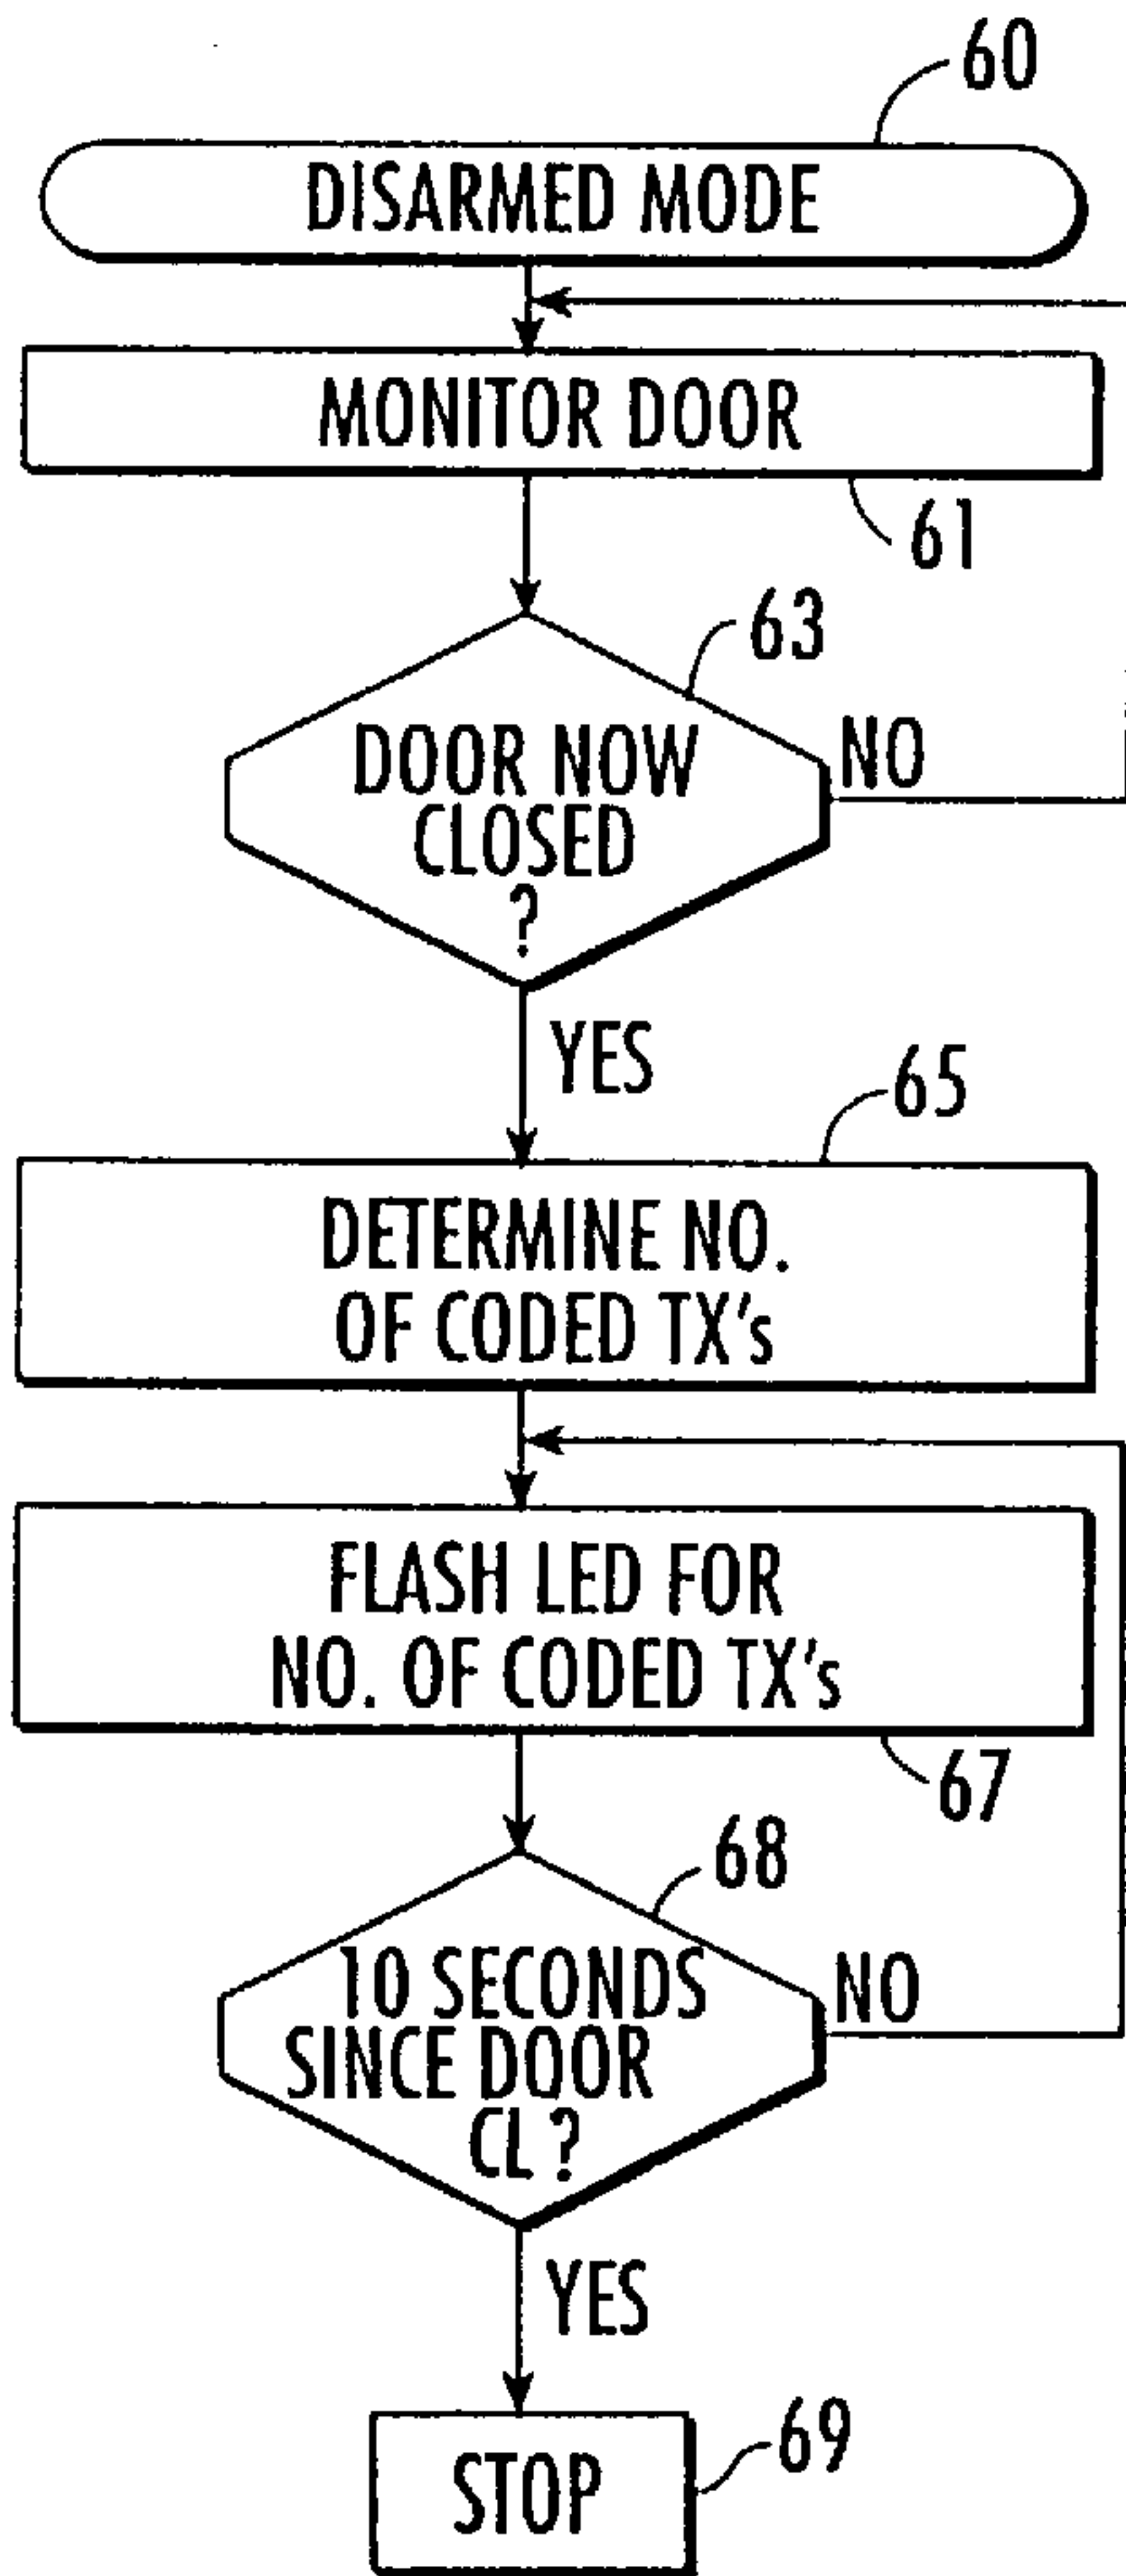 60
DISARMED MODE
MONITOR DOOR
61
63
DOOR NOW
CLOSED
?
NO
YES
65
DETERMINE NO.
OF CODED TX's
FLASH LED FOR
NO. OF CODED TX's
67
68
10 SECONDS
SINCE DOOR
CL?
NO
YES
STOP
69